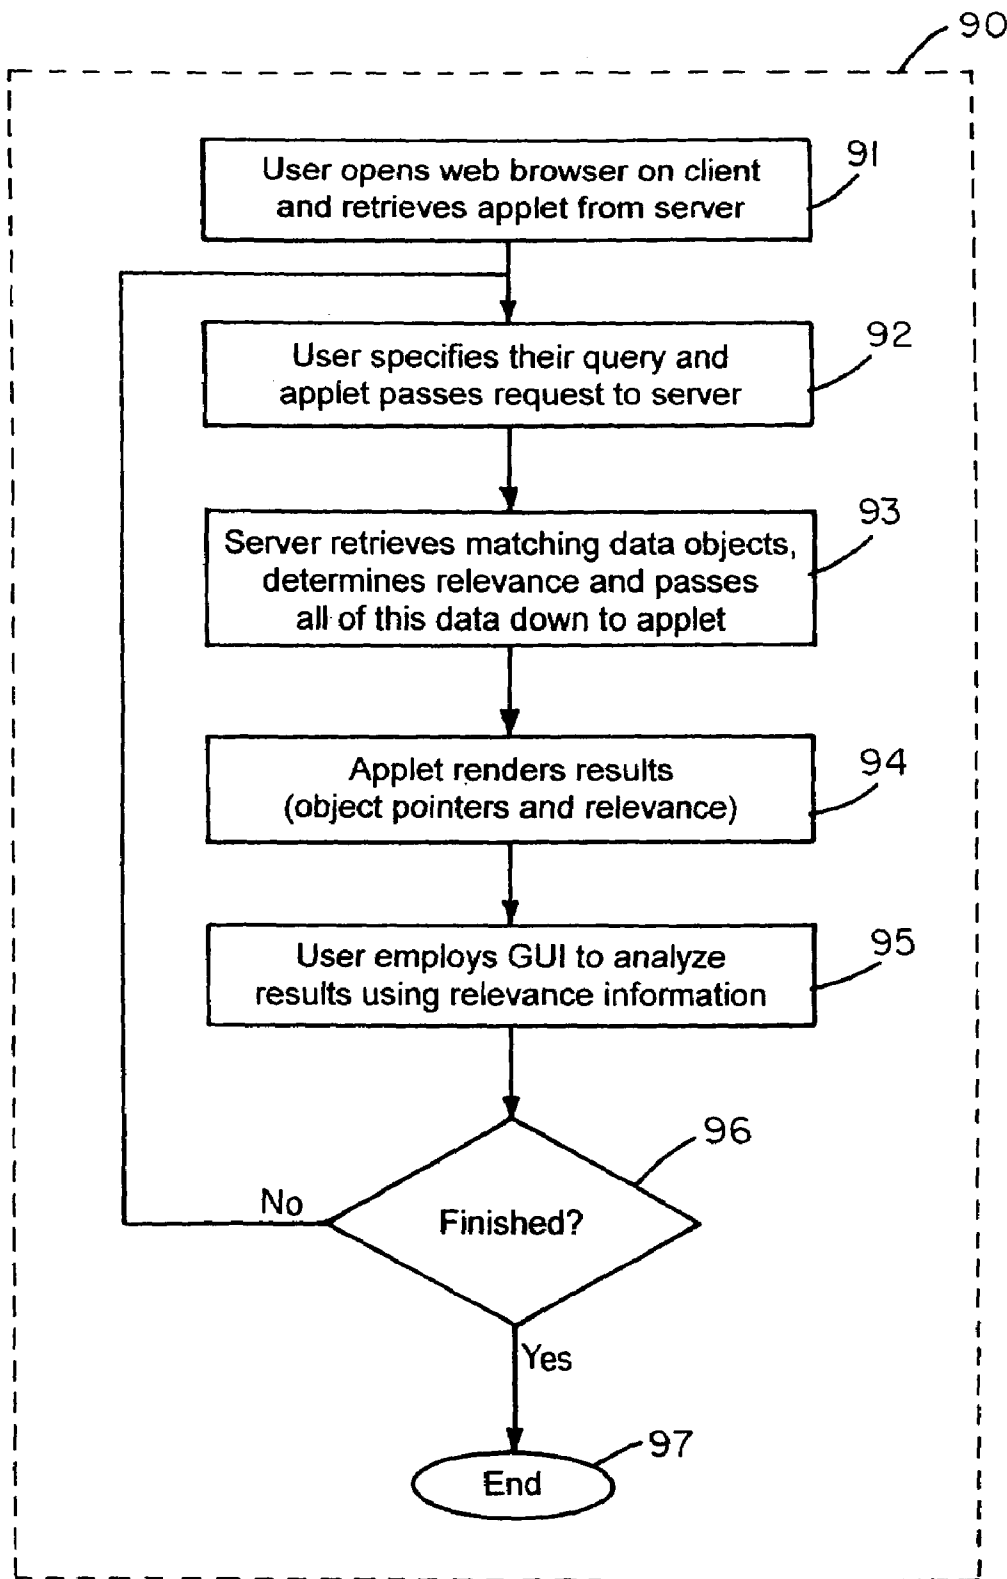 90
91
User opens web browser on client
and retrieves applet from server
92
User specifies their query and
applet passes request to server
93
Server retrieves matching data objects,
determines relevance and passes
all of this data down to applet
94
Applet renders results
(object pointers and relevance)
95
User employs GUI to analyze
results using relevance information
96
No
Finished?
Yes
97
End